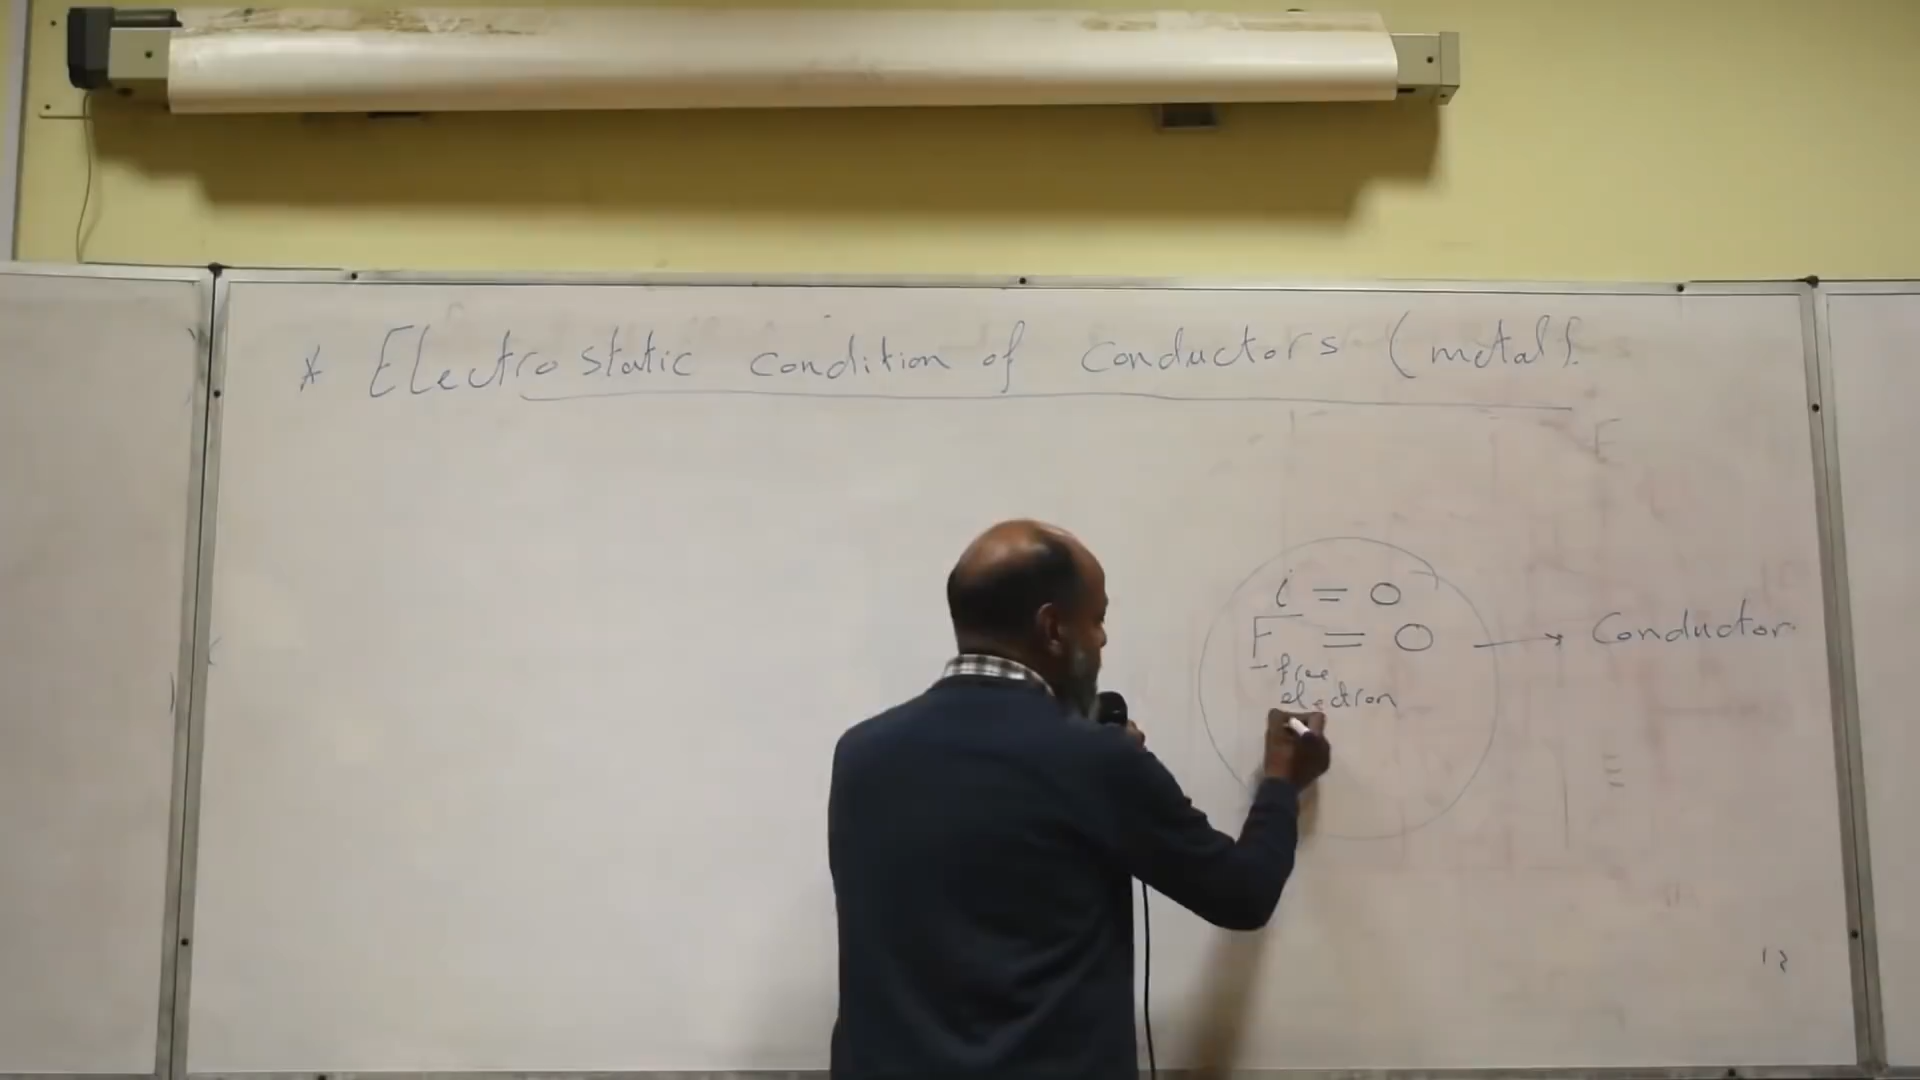 * Electrostatic condition of conductors (metal).
i = 0
F = 0 → Conductor
free
electron